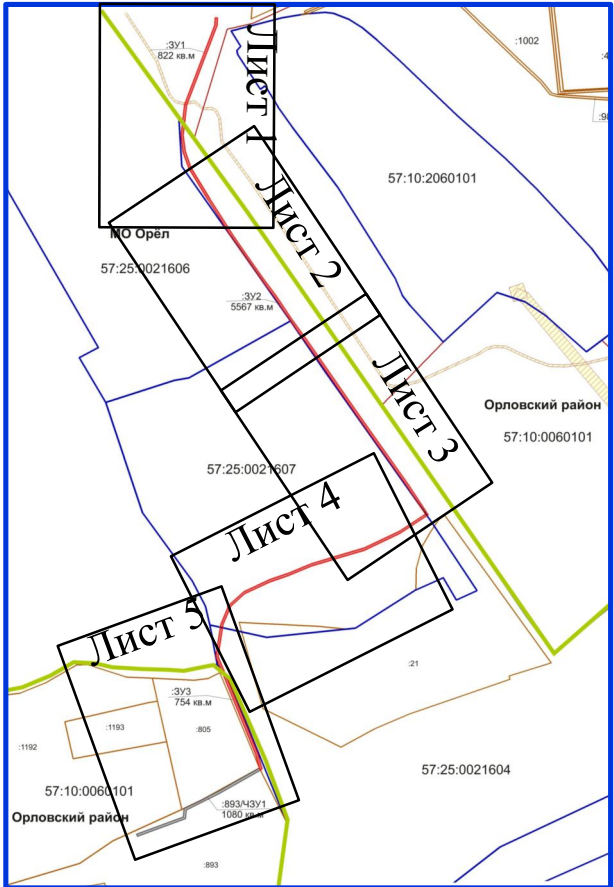 :ЗУ1
822 кв.м
Лист 1
:1002
:4
:98
57:10:2060101
Лист 2
МО Орёл
57:25:0021606
:ЗУ2
5567 кв.м
Лист 3
Орловский район
57:10:0060101
57:25:0021607
Лист 4
Лист 5
:21
:ЗУ3
754 кв.м
:1193
:805
:1192
57:25:0021604
57:10:0060101
:893/ЧЗУ1
1080 кв.м
Орловский район
:893